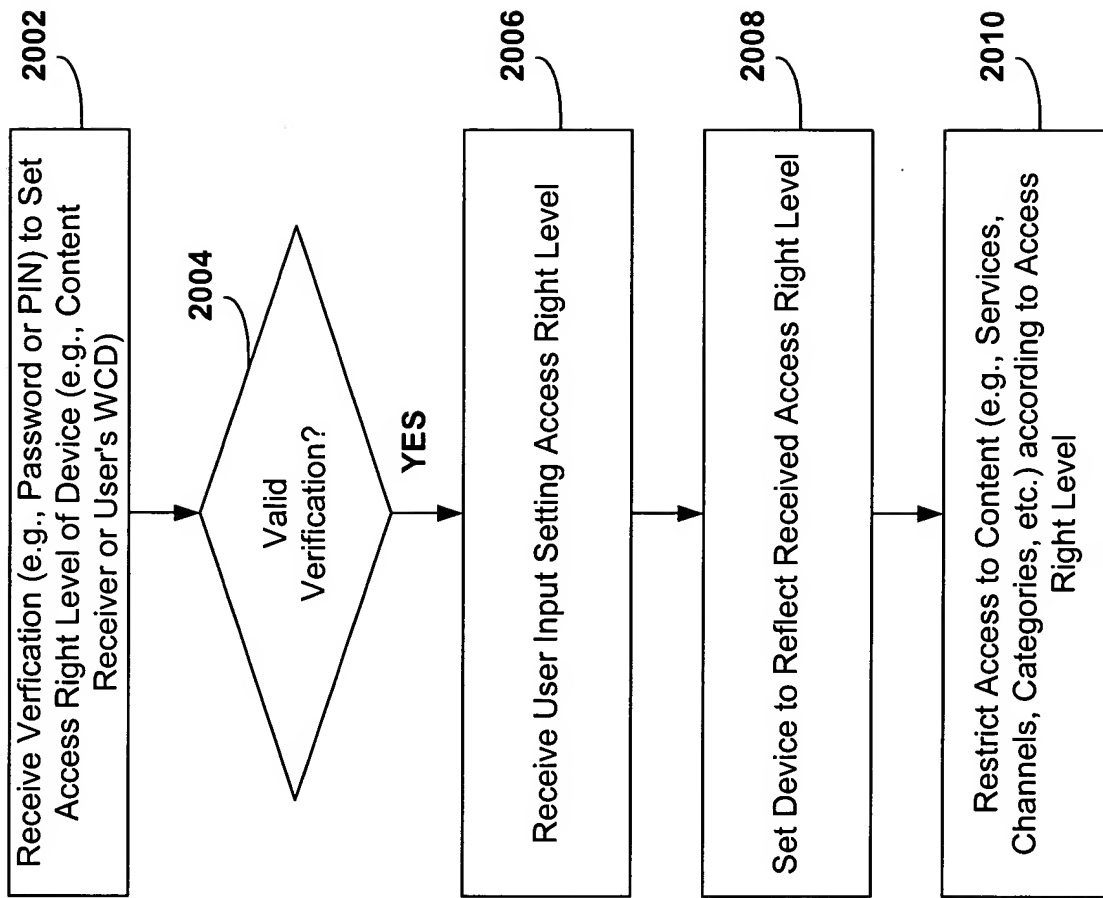 2002
Receive Verfication (e.g., Password or PIN) to Set
Access Right Level of Device (e.g., Content
Receiver or User's WCD)
2004
Valid
Verification?
YES
2006
Receive User Input Setting Access Right Level
2008
Set Device to Reflect Received Access Right Level
2010
Restrict Access to Content (e.g., Services,
Channels, Categories, etc.) according to Access
Right Level